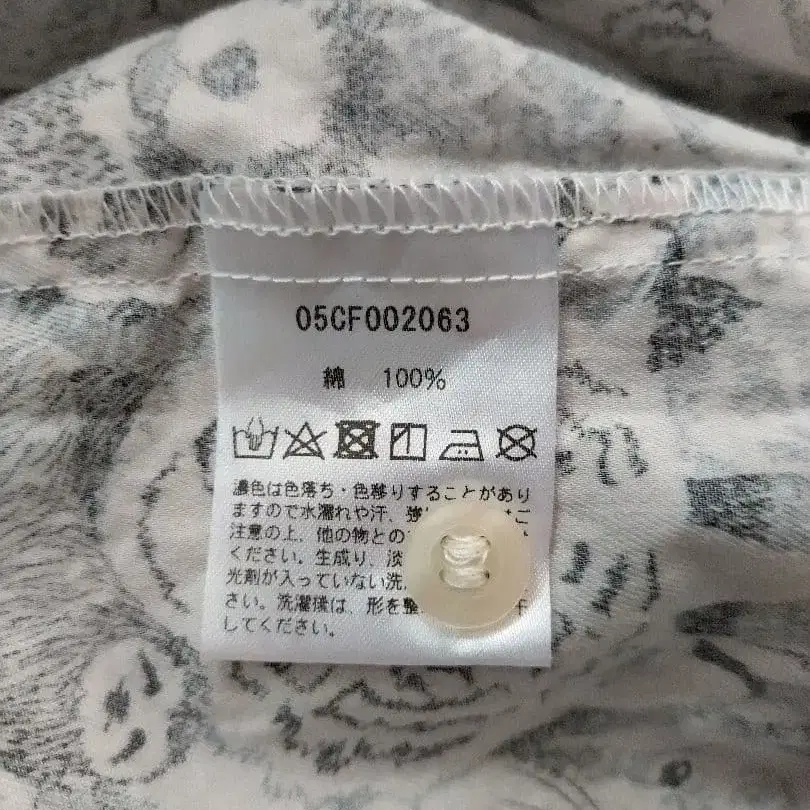 05CF002063
綿 100%
濃色は色落ち・色移りすることがあり
ますので水濡れや汗、強
注意の上、他の物との
ください。生成り、淡
光剤が入っていない洗
さい。洗濯後は、形を整
してください。